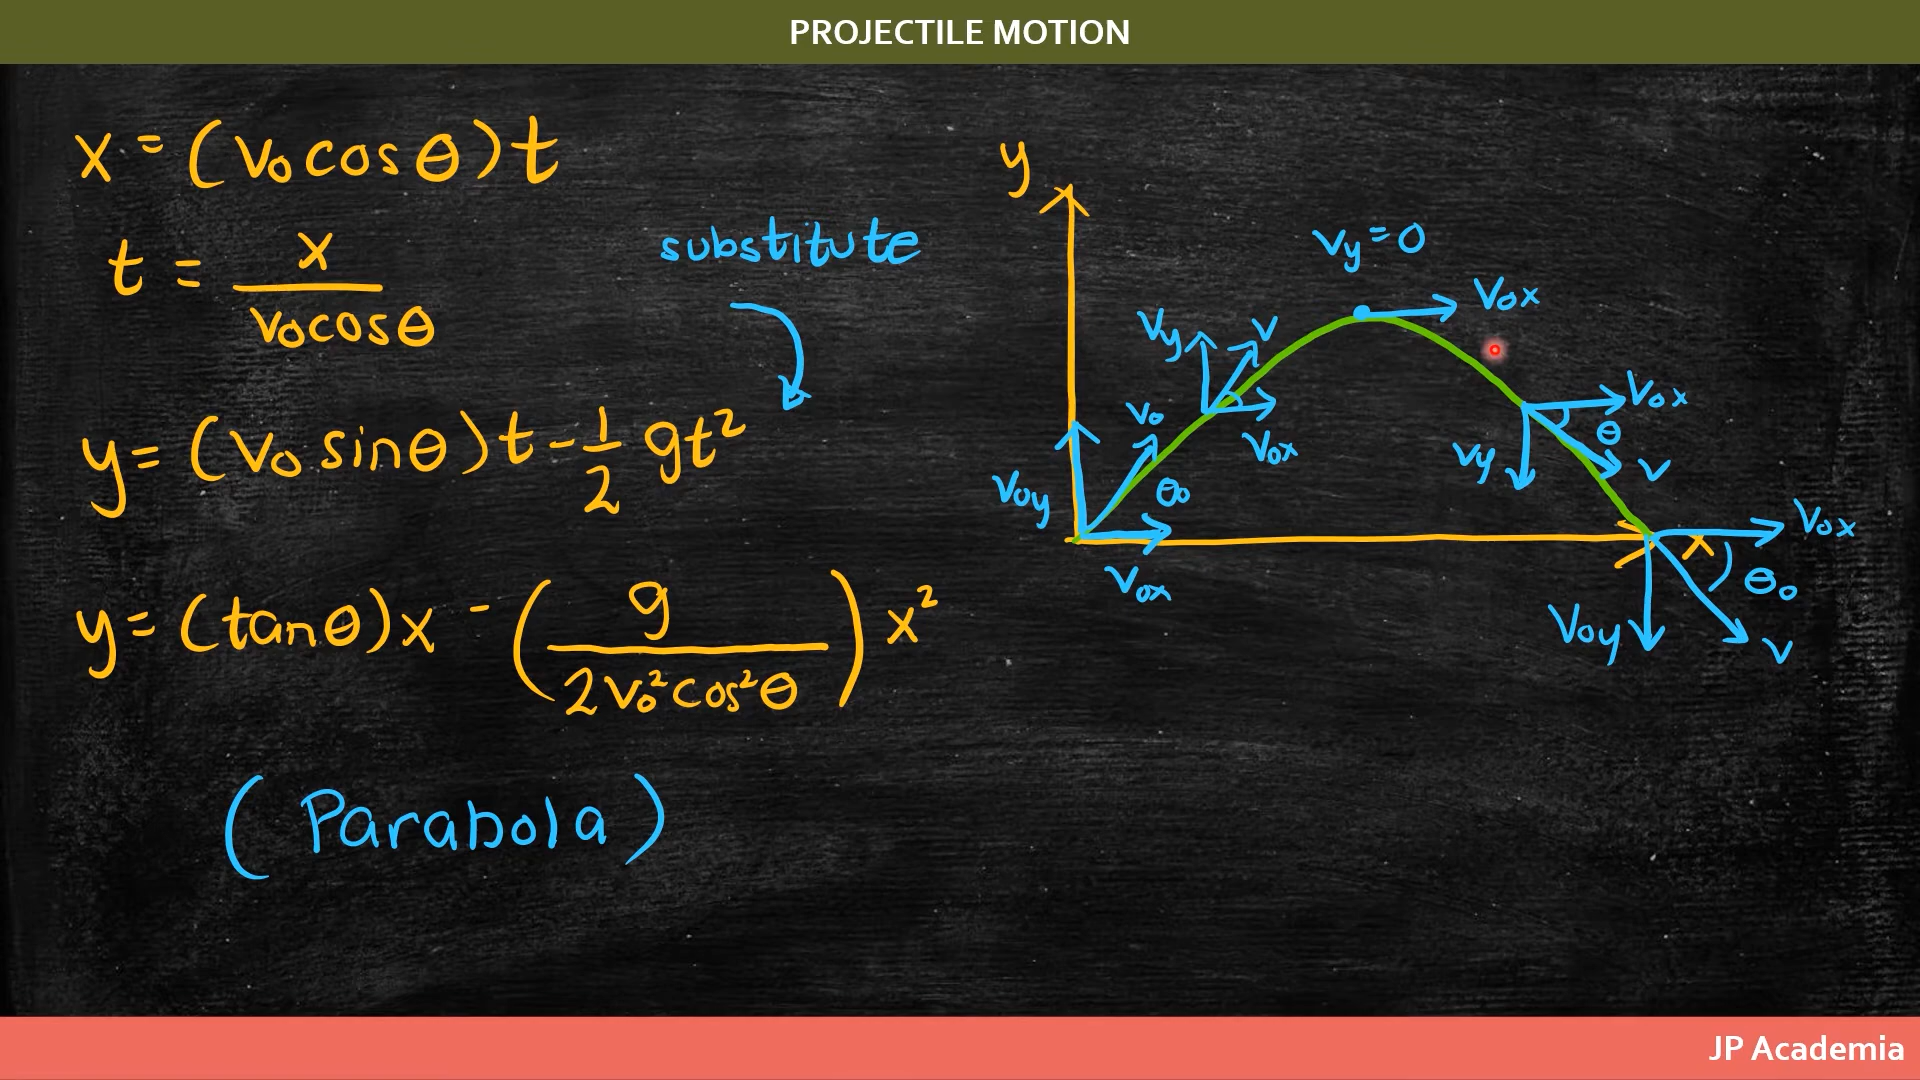 PROJECTILE MOTION
x = (v₀cosθ)t
t = x / v₀cosθ
substitute
y = (v₀ sinθ)t - 1/2 gt²
y = (tanθ)x - (g / 2v₀²cos²θ) x²
(Parabola)
y
vy = 0
v₀x
vy
v
v₀x
v₀
θ₀
v₀y
v₀x
v₀x
θ
vy
v
x
v₀x
θ₀
v₀y
v
JP Academia